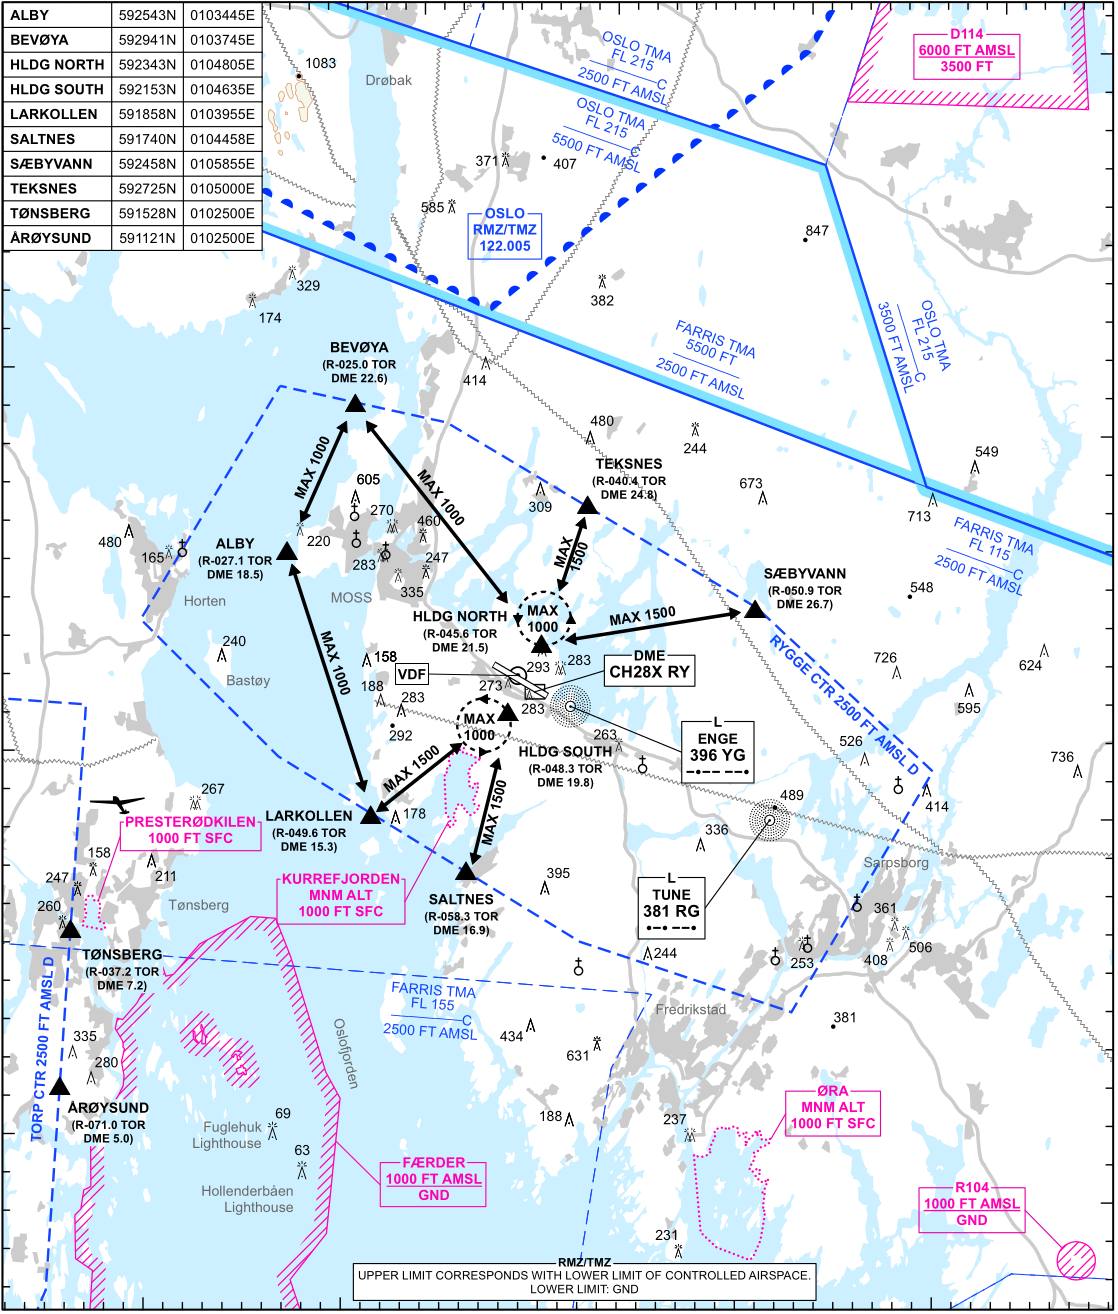 ALBY 592543N 0103445E
BEVØYA 592941N 0103745E
HLDG NORTH 592343N 0104805E
HLDG SOUTH 592153N 0104635E
LARKOLLEN 591858N 0103955E
SALTNES 591740N 0104458E
SÆBYVANN 592458N 0105855E
TEKSNES 592725N 0105000E
TØNSBERG 591528N 0102500E
ÅRØYSUND 591121N 0102500E
1083
Drøbak
OSLO TMA
FL 215
C
2500 FT AMSL
OSLO TMA
FL 215
C
5500 FT AMSL
D114
6000 FT AMSL
3500 FT
371
407
585
OSLO
RMZ/TMZ
122.005
847
329
174
382
FARRIS TMA
5500 FT
2500 FT AMSL
OSLO TMA
FL 215
C
3500 FT AMSL
BEVØYA
(R-025.0 TOR
DME 22.6)
414
480
244
549
TEKSNES
(R-040.4 TOR
DME 24.8)
673
713
MAX 1000
MAX 1000
605
270
309
460
480
165
220
283
247
335
ALBY
(R-027.1 TOR
DME 18.5)
MAX
1500
FARRIS TMA
FL 115
C
2500 FT AMSL
Horten
MOSS
SÆBYVANN
(R-050.9 TOR
DME 26.7)
548
HLDG NORTH
(R-045.6 TOR
DME 21.5)
MAX
1000
MAX 1500
240
Bastøy
MAX 1000
158
188
283
292
VDF
293
283
273
283
DME
CH28X RY
RYGGE CTR 2500 FT AMSL D
726
624
595
526
736
414
MAX
1000
263
L
ENGE
396 YG
HLDG SOUTH
(R-048.3 TOR
DME 19.8)
MAX 1500
MAX 1500
267
PRESTERØDKILEN
1000 FT SFC
LARKOLLEN
(R-049.6 TOR
DME 15.3)
178
489
336
158
247
211
260
Tønsberg
KURREFJORDEN
MNM ALT
1000 FT SFC
SALTNES
(R-058.3 TOR
DME 16.9)
395
L
TUNE
381 RG
Sarpsborg
361
506
408
253
244
TØNSBERG
(R-037.2 TOR
DME 7.2)
TORP CTR 2500 FT AMSL D
FARRIS TMA
FL 155
C
2500 FT AMSL
Fredrikstad
381
335
280
Oslofjorden
434
631
ÅRØYSUND
(R-071.0 TOR
DME 5.0)
Fuglehuk
Lighthouse
69
63
188
237
ØRA
MNM ALT
1000 FT SFC
FÆRDER
1000 FT AMSL
GND
Hollenderbåen
Lighthouse
R104
1000 FT AMSL
GND
231
RMZ/TMZ
UPPER LIMIT CORRESPONDS WITH LOWER LIMIT OF CONTROLLED AIRSPACE.
LOWER LIMIT: GND